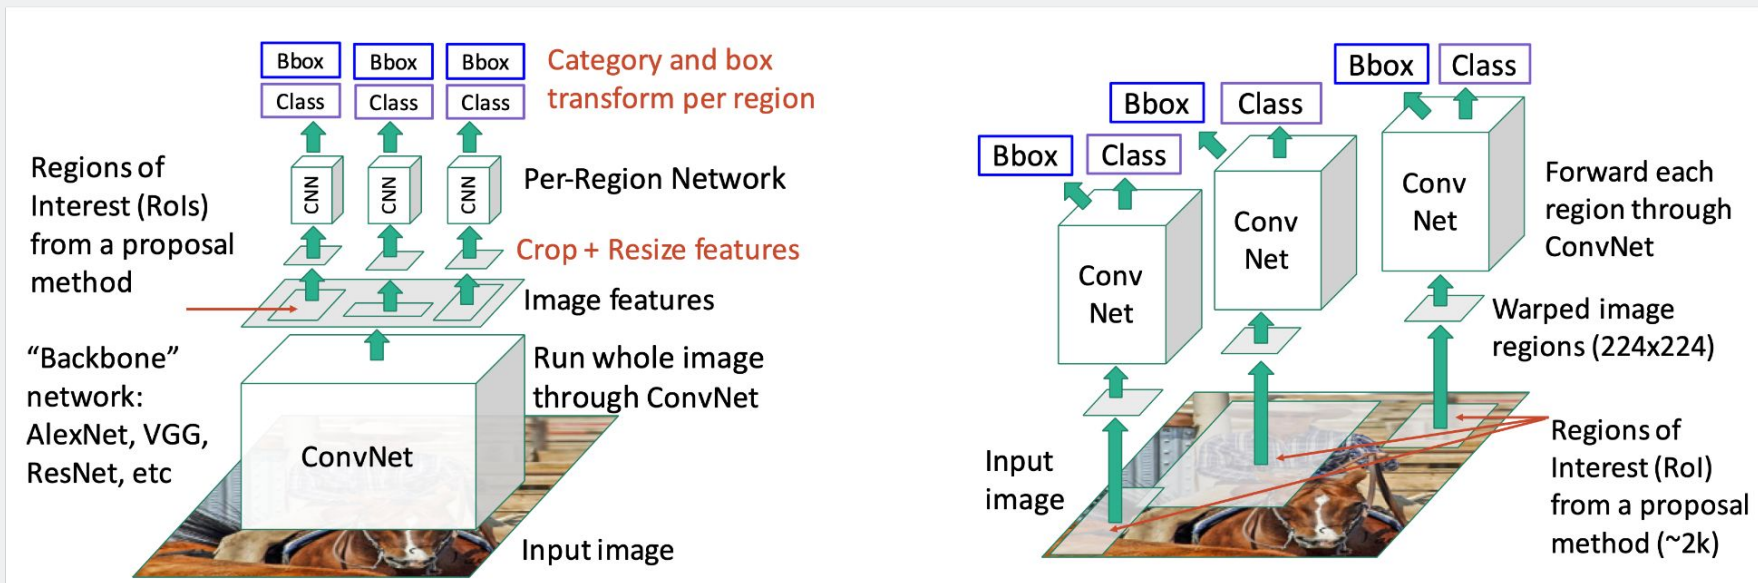 Bbox
Bbox
Bbox
Class
Class
Class
Category and box
transform per region
CNN
CNN
CNN
Per-Region Network
Regions of
Interest (RoIs)
from a proposal
method
Crop + Resize features
Image features
"Backbone"
network:
AlexNet, VGG,
ResNet, etc
Run whole image
through ConvNet
ConvNet
Input image
Bbox
Class
Bbox
Class
Bbox
Class
Conv
Net
Conv
Net
Conv
Net
Forward each
region through
ConvNet
Warped image
regions (224x224)
Input
image
Regions of
Interest (RoI)
from a proposal
method (~2k)